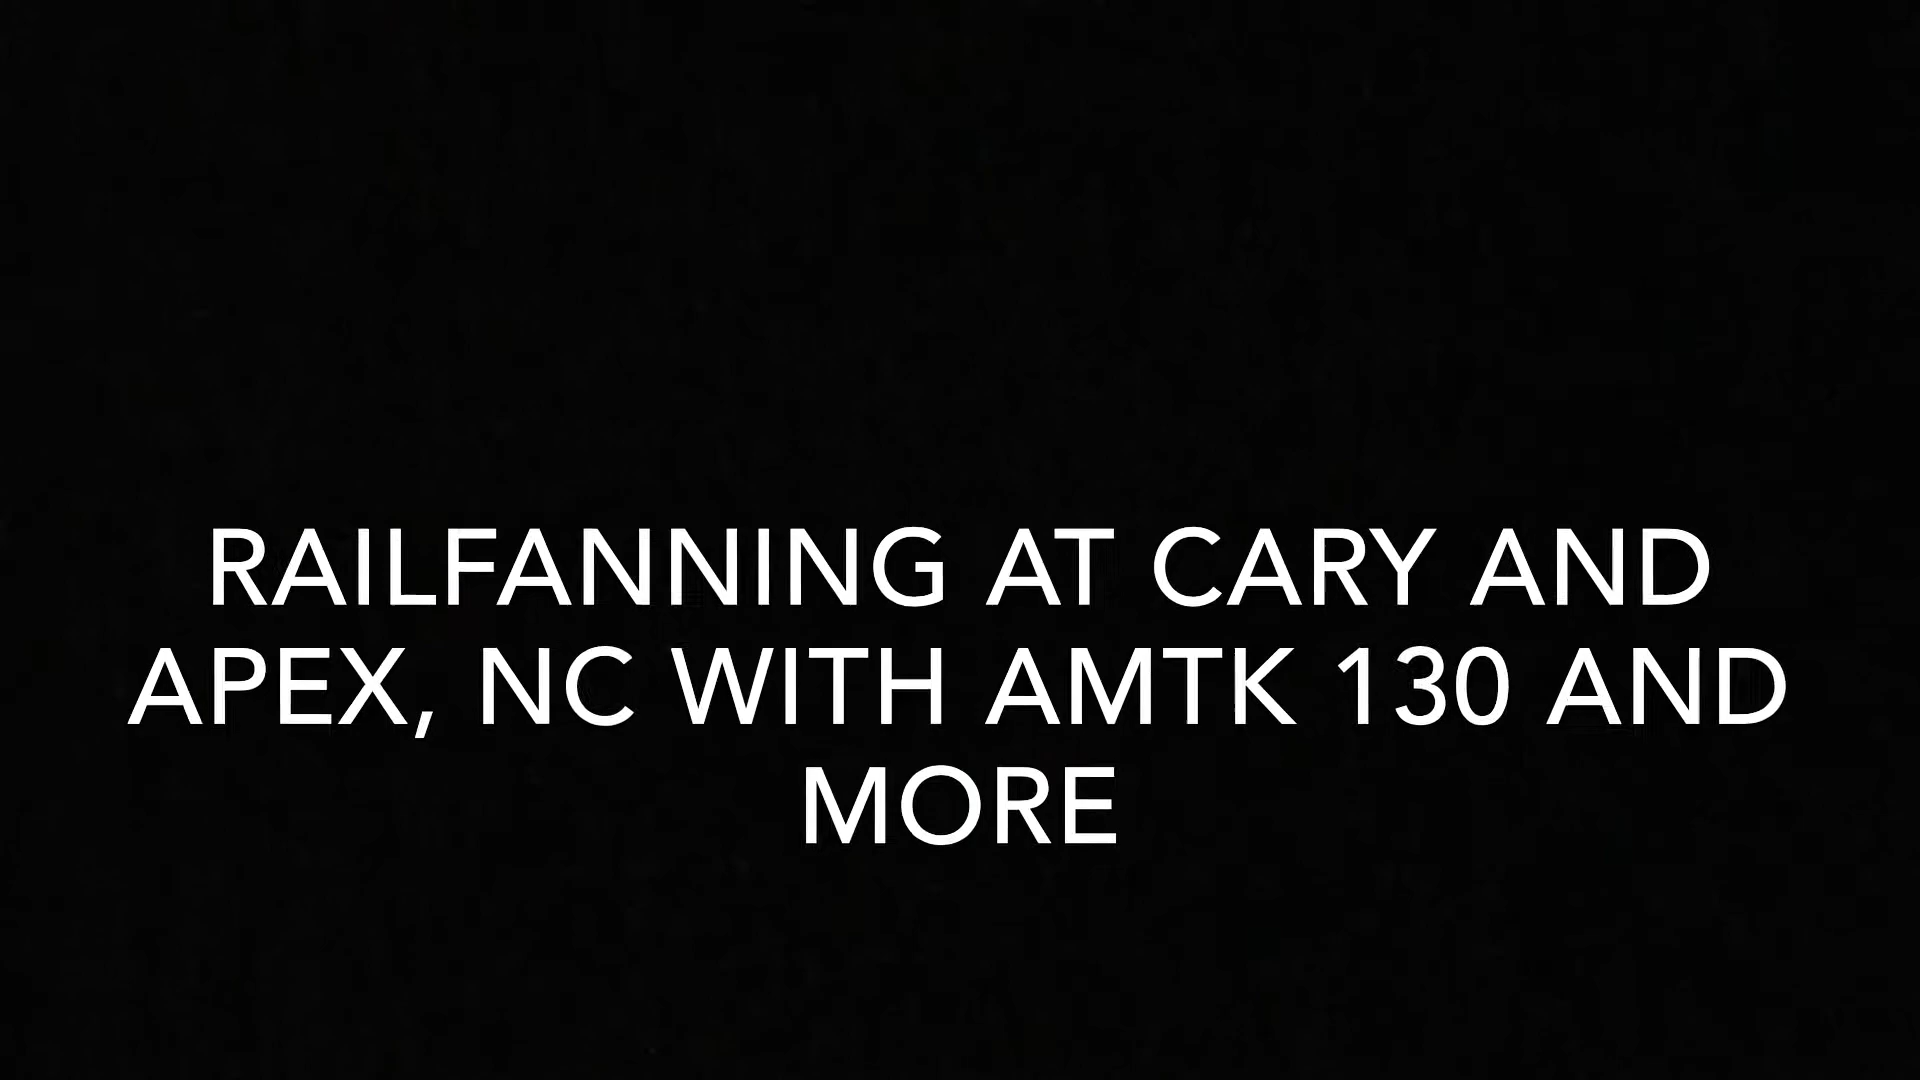 RAILFANNING AT CARY AND
APEX, NC WITH AMTK 130 AND
MORE